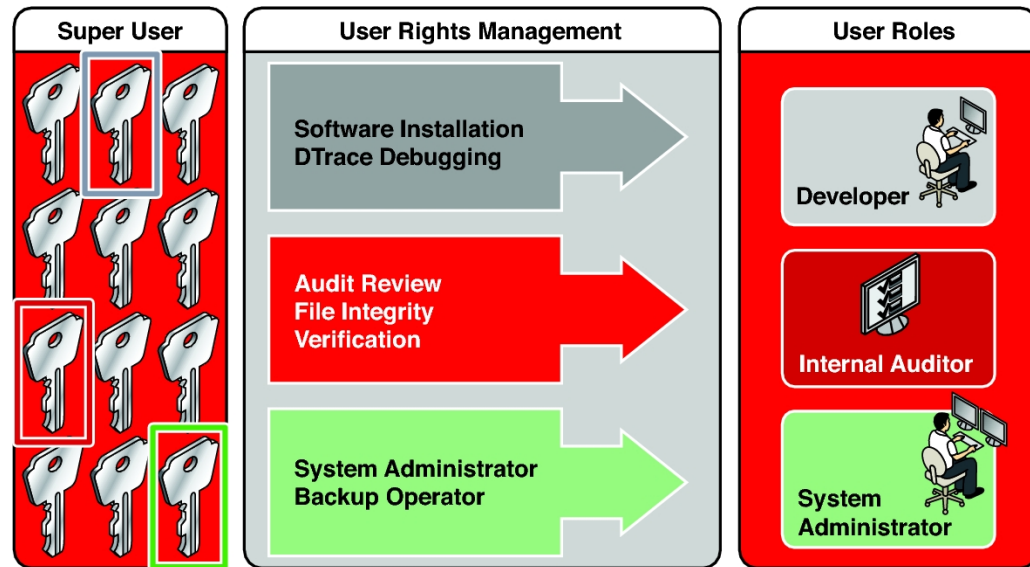 Super User
User Rights Management
User Roles
Software Installation
DTrace Debugging
Developer
Audit Review
File Integrity
Verification
Internal Auditor
System Administrator
Backup Operator
System
Administrator